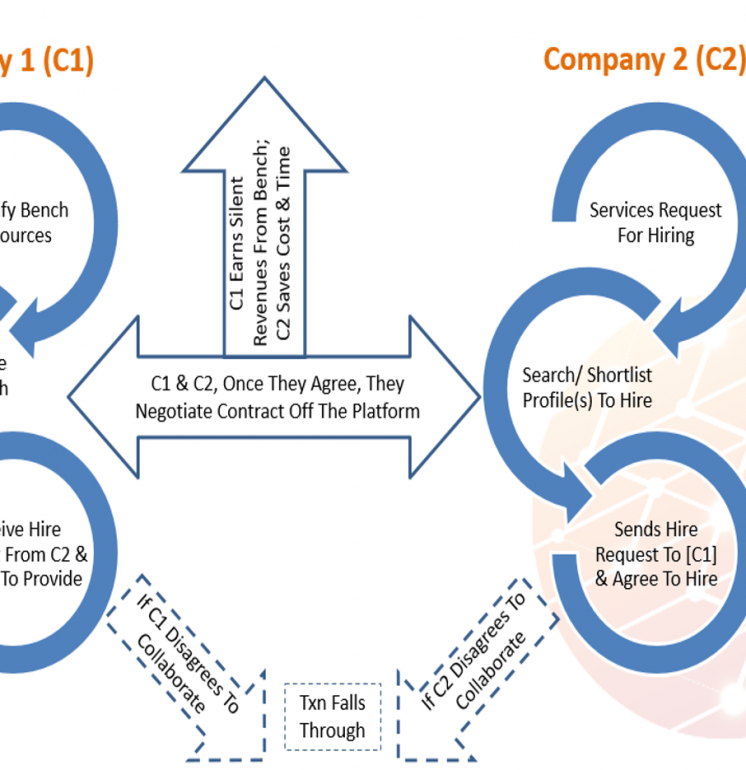 y 1 (C1)
Company 2 (C2)
fy Bench
ources
e
h
eive Hire
From C2 &
To Provide
C1 Earns Silent
Revenues From Bench;
C2 Saves Cost & Time
C1 & C2, Once They Agree, They
Negotiate Contract Off The Platform
Services Request
For Hiring
Search/ Shortlist
Profile(s) To Hire
Sends Hire
Request To [C1]
& Agree To Hire
If C1 Disagrees To
Collaborate
Txn Falls
Through
If C2 Disagrees To
Collaborate